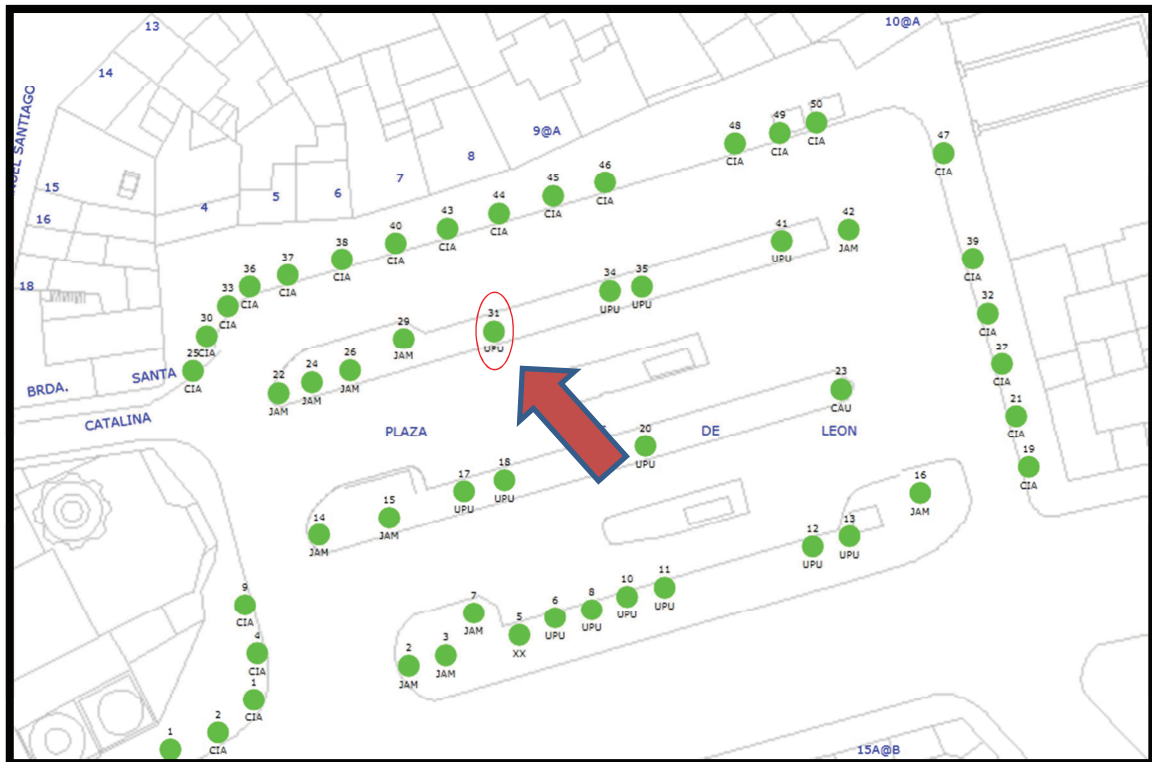 13
10@A
14
50
49
48
CIA
CIA
CIA
9@A
47
CIA
8
7
46
CIA
45
CIA
15
5
6
44
CIA
4
16
43
CIA
42
JAM
41
UPU
40
CIA
38
CIA
39
CIA
37
CIA
36
CIA
18
35
UPU
34
UPU
33
CIA
32
CIA
31
UPU
30
CIA
29
JAM
25
CIA
27
CIA
26
JAM
24
JAM
22
JAM
23
CAU
BRDA. SANTA
CATALINA
21
CIA
PLAZA DE LEON
20
UPU
19
CIA
18
UPU
17
UPU
16
JAM
15
JAM
14
JAM
13
UPU
12
UPU
11
UPU
10
UPU
8
UPU
6
UPU
5
XX
7
JAM
3
JAM
2
JAM
9
CIA
4
CIA
1
CIA
2
CIA
1
15A@B
SANTIAGO